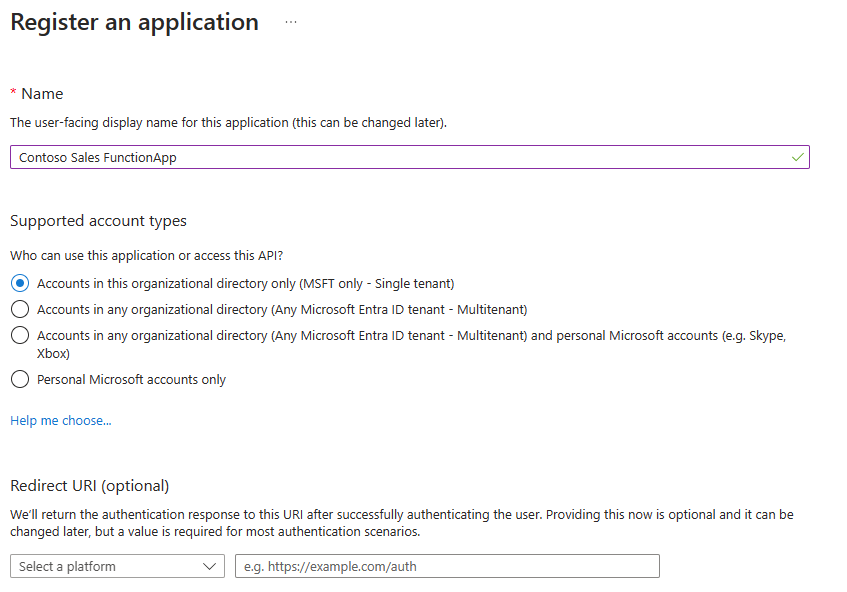 Register an application ...
* Name
The user-facing display name for this application (this can be changed later).
Contoso Sales FunctionApp
Supported account types
Who can use this application or access this API?
Accounts in this organizational directory only (MSFT only - Single tenant)
Accounts in any organizational directory (Any Microsoft Entra ID tenant - Multitenant)
Accounts in any organizational directory (Any Microsoft Entra ID tenant - Multitenant) and personal Microsoft accounts (e.g. Skype,
Xbox)
Personal Microsoft accounts only
Help me choose...
Redirect URI (optional)
We'll return the authentication response to this URI after successfully authenticating the user. Providing this now is optional and it can be
changed later, but a value is required for most authentication scenarios.
Select a platform
e.g. https://example.com/auth